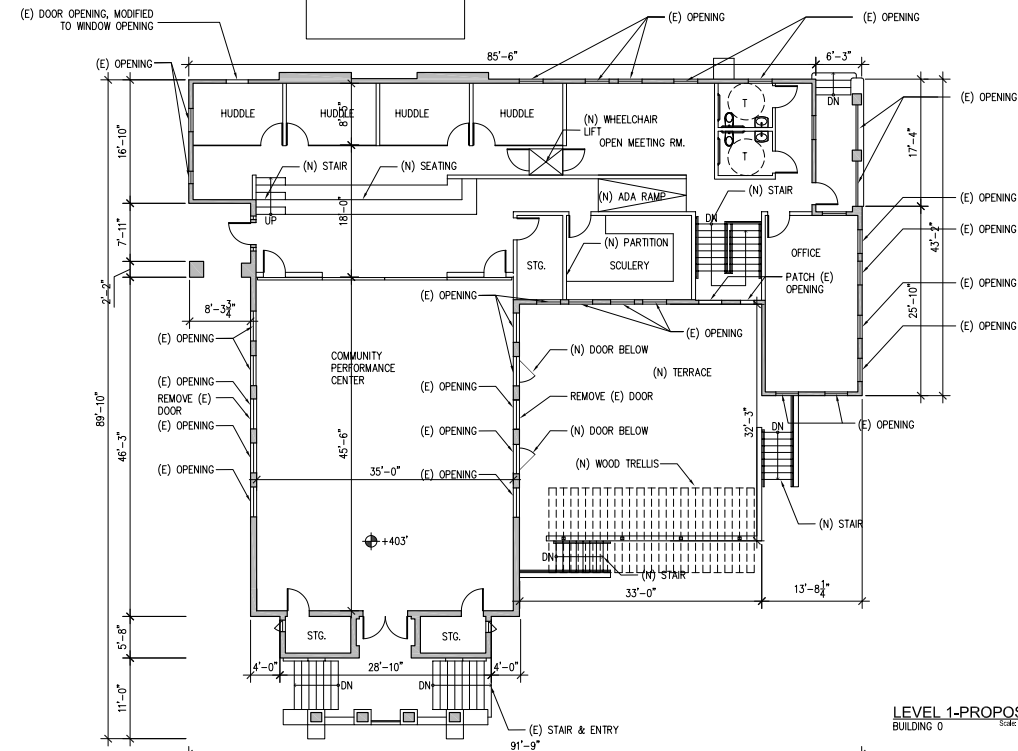 (E) DOOR OPENING, MODIFIED
TO WINDOW OPENING
(E) OPENING
(E) OPENING
85'-6"
6'-3"
(E) OPENING
DN
(E) OPENING
HUDDLE
HUDDLE
HUDDLE
HUDDLE
8'-5"
T
(N) WHEELCHAIR
LIFT
OPEN MEETING RM.
16'-10"
17'-4"
T
(N) STAIR
(N) SEATING
(N) STAIR
(N) ADA RAMP
(E) OPENING
18'-0"
UP
DN
7'-11"
(E) OPENING
43'-2"
(N) PARTITION
OFFICE
STG.
SCULERY
PATCH (E)
OPENING
(E) OPENING
2'-2"
(E) OPENING
8'-3 3/4"
25'-10"
(E) OPENING
(E) OPENING
(E) OPENING
(N) DOOR BELOW
COMMUNITY
PERFORMANCE
CENTER
(N) TERRACE
(E) OPENING
REMOVE (E)
DOOR
(E) OPENING
REMOVE (E) DOOR
89'-10"
32'-3"
(E) OPENING
(E) OPENING
(N) DOOR BELOW
DN
(E) OPENING
46'-3"
45'-6"
(E) OPENING
35'-0"
(E) OPENING
(N) WOOD TRELLIS
(N) STAIR
+403'
DN
(N) STAIR
33'-0"
13'-8 1/4"
5'-8"
STG.
STG.
4'-0"
28'-10"
4'-0"
DN
DN
11'-0"
(E) STAIR & ENTRY
91'-9"
LEVEL 1-PROPOS
BUILDING 0
Scale: